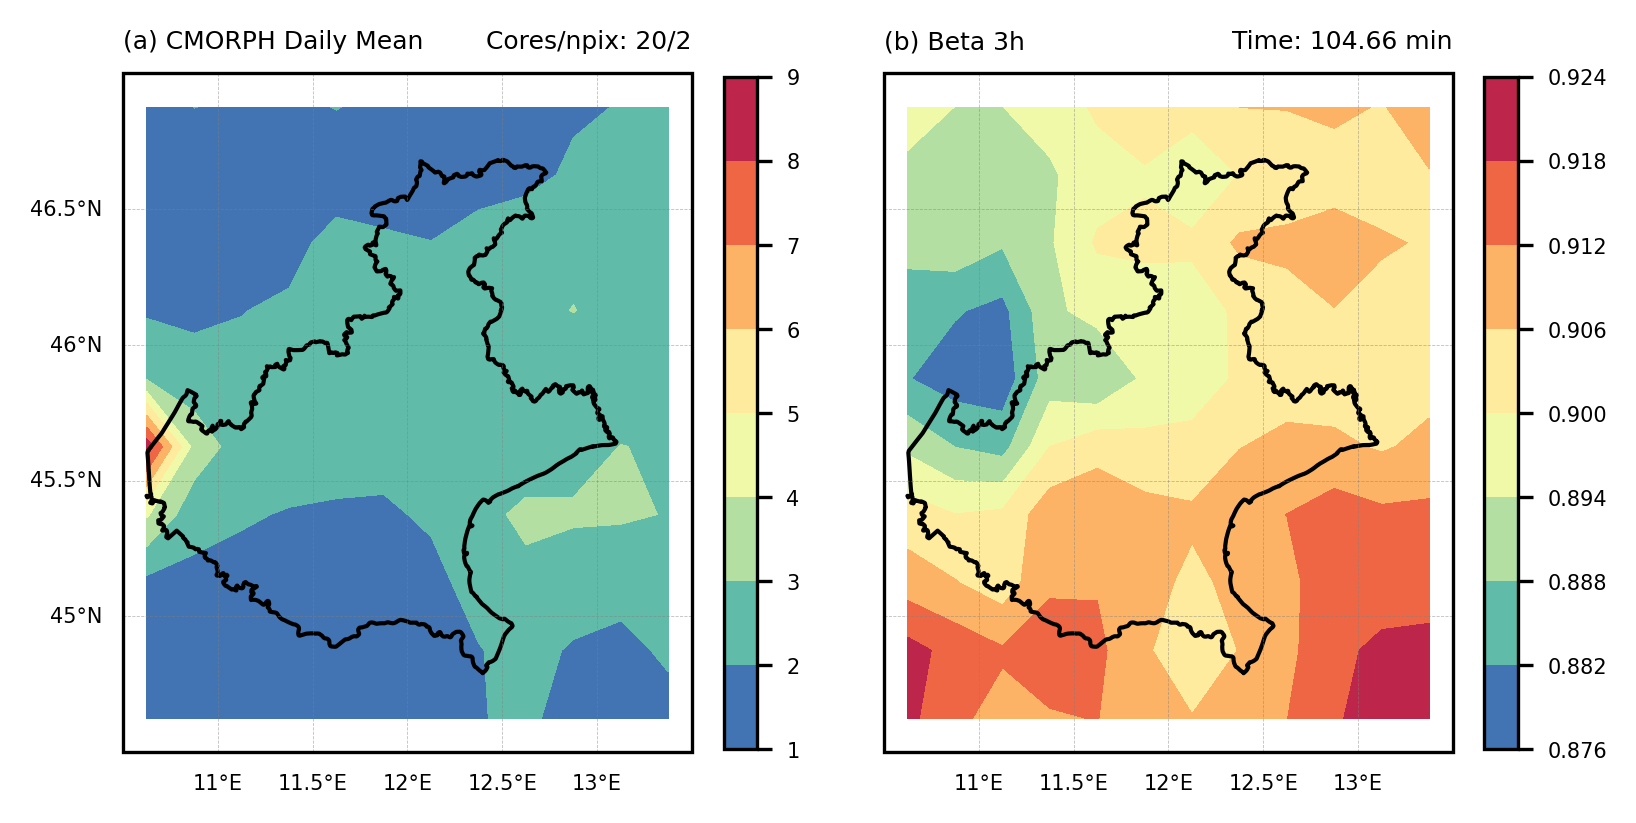 (a) CMORPH Daily Mean
Cores/npix: 20/2
46.5°N
46°N
45.5°N
45°N
11°E
11.5°E
12°E
12.5°E
13°E
9
8
7
6
5
4
3
2
1
(b) Beta 3h
Time: 104.66 min
11°E
11.5°E
12°E
12.5°E
13°E
0.924
0.918
0.912
0.906
0.900
0.894
0.888
0.882
0.876